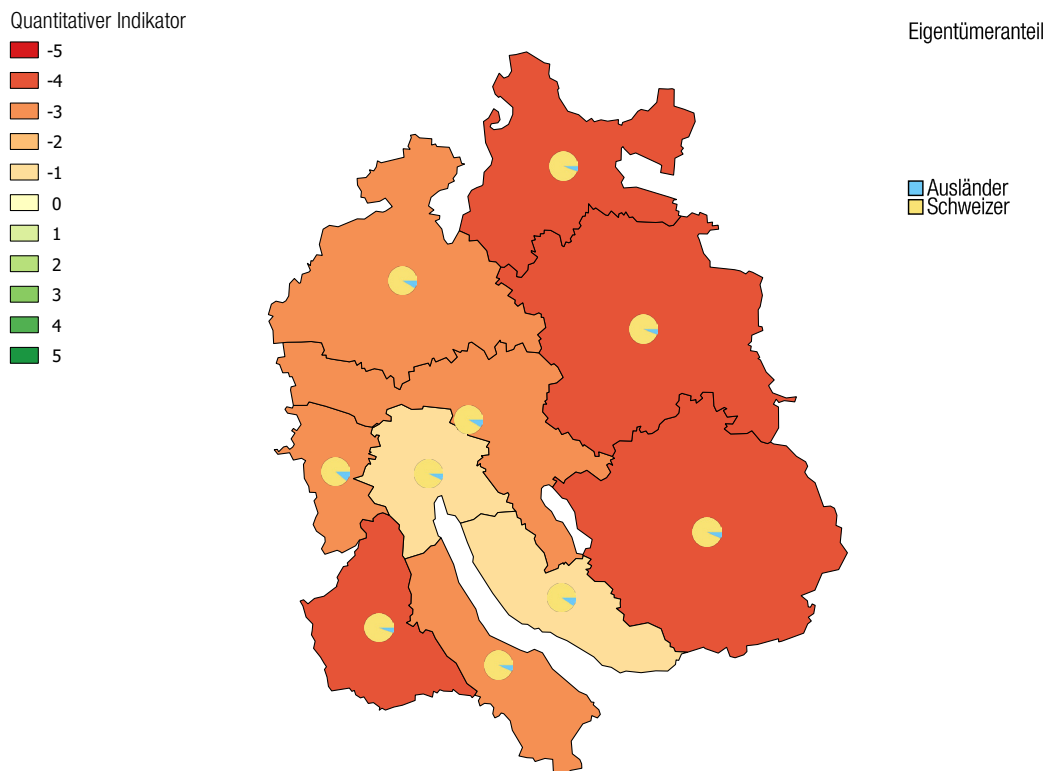 Quantitativer Indikator
-5
-4
-3
-2
-1
0
1
2
3
4
5
Eigentümeranteil
Ausländer
Schweizer